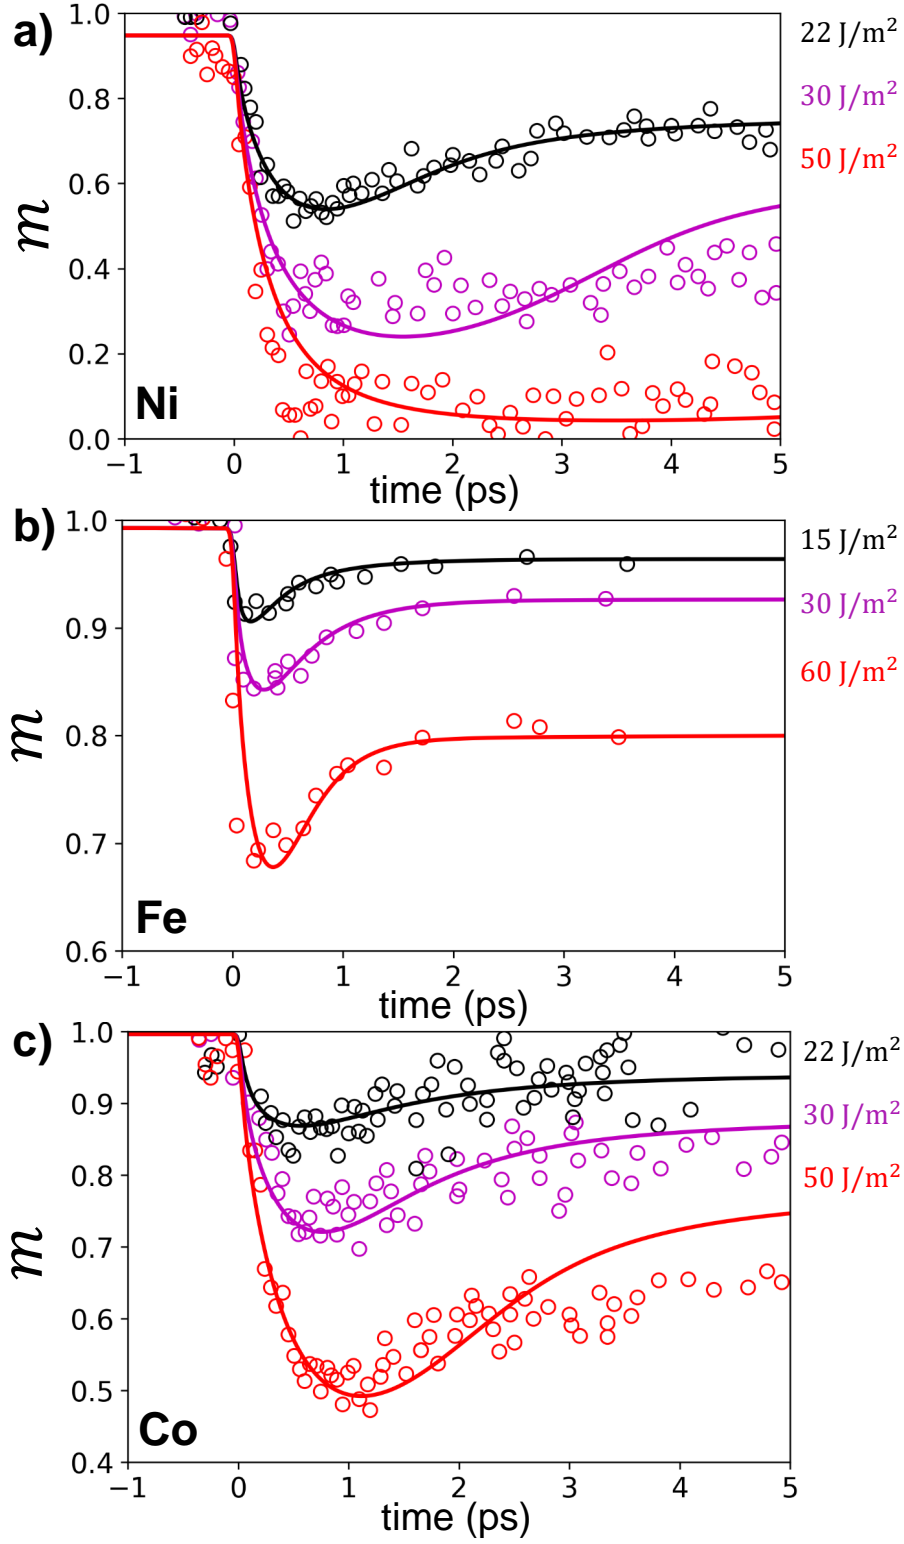 a)
1.0
0.8
0.6
0.4
0.2
0.0
m
Ni
−1 0 1 2 3 4 5
time (ps)
22 J/m²
30 J/m²
50 J/m²
b)
1.0
0.9
0.8
0.7
0.6
m
Fe
−1 0 1 2 3 4 5
time (ps)
15 J/m²
30 J/m²
60 J/m²
c)
1.0
0.9
0.8
0.7
0.6
0.5
0.4
m
Co
−1 0 1 2 3 4 5
time (ps)
22 J/m²
30 J/m²
50 J/m²